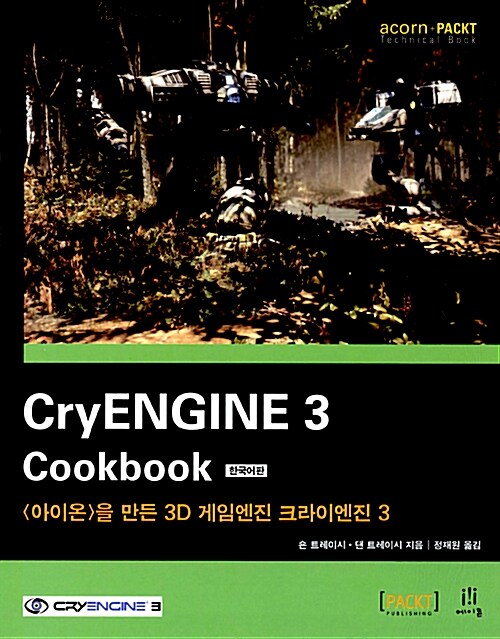 acorn+PACKT
Technical Book
CryENGINE 3
Cookbook 한국어판
〈아이온〉을 만든 3D 게임엔진 크라이엔진 3
숀 트레이시 • 댄 트레이시 지음 | 정재원 옮김
CRYENGINE 3
[PACKT]
PUBLISHING
에이콘